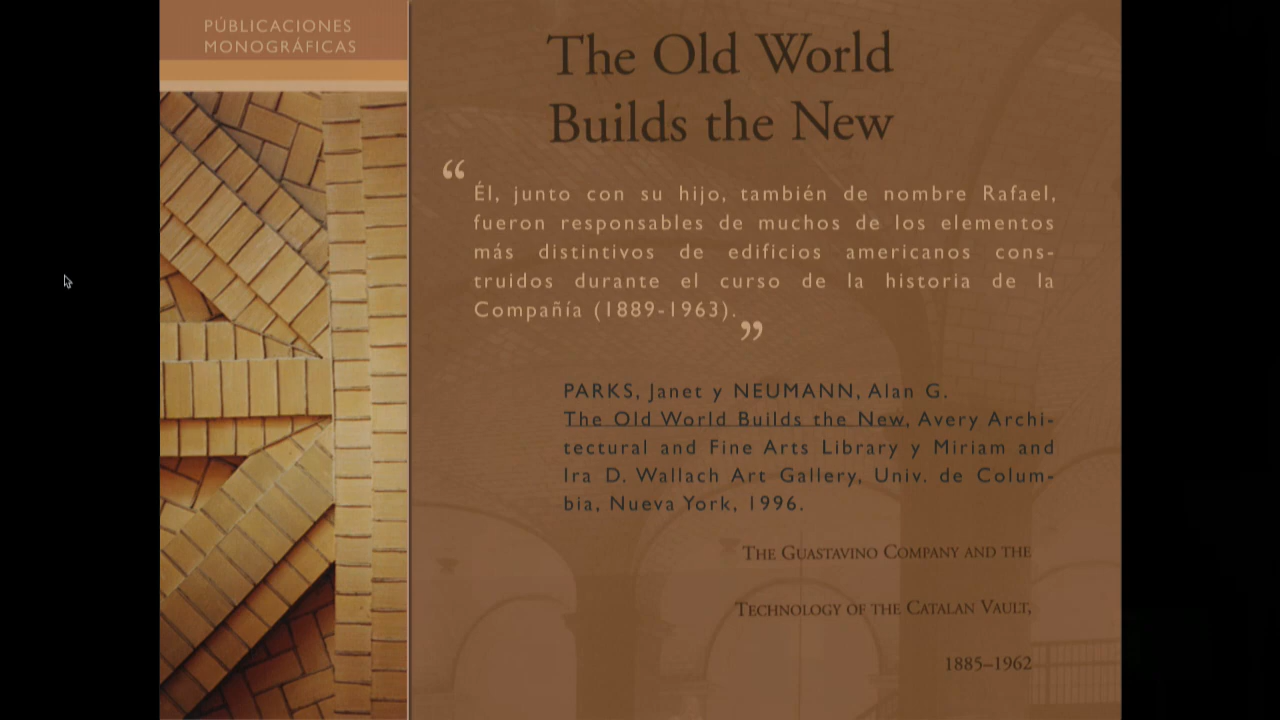 PÚBLICACIONES
MONOGRÁFICAS
The Old World
Builds the New
“
Él, junto con su hijo, también de nombre Rafael,
fueron responsables de muchos de los elementos
más distintivos de edificios americanos cons-
truidos durante el curso de la historia de la
Compañía (1889-1963).
”
PARKS, Janet y NEUMANN, Alan G.
The Old World Builds the New, Avery Archi-
tectural and Fine Arts Library y Miriam and
Ira D. Wallach Art Gallery, Univ. de Colum-
bia, Nueva York, 1996.
The Guastavino Company and the
Technology of the Catalan Vault,
1885–1962